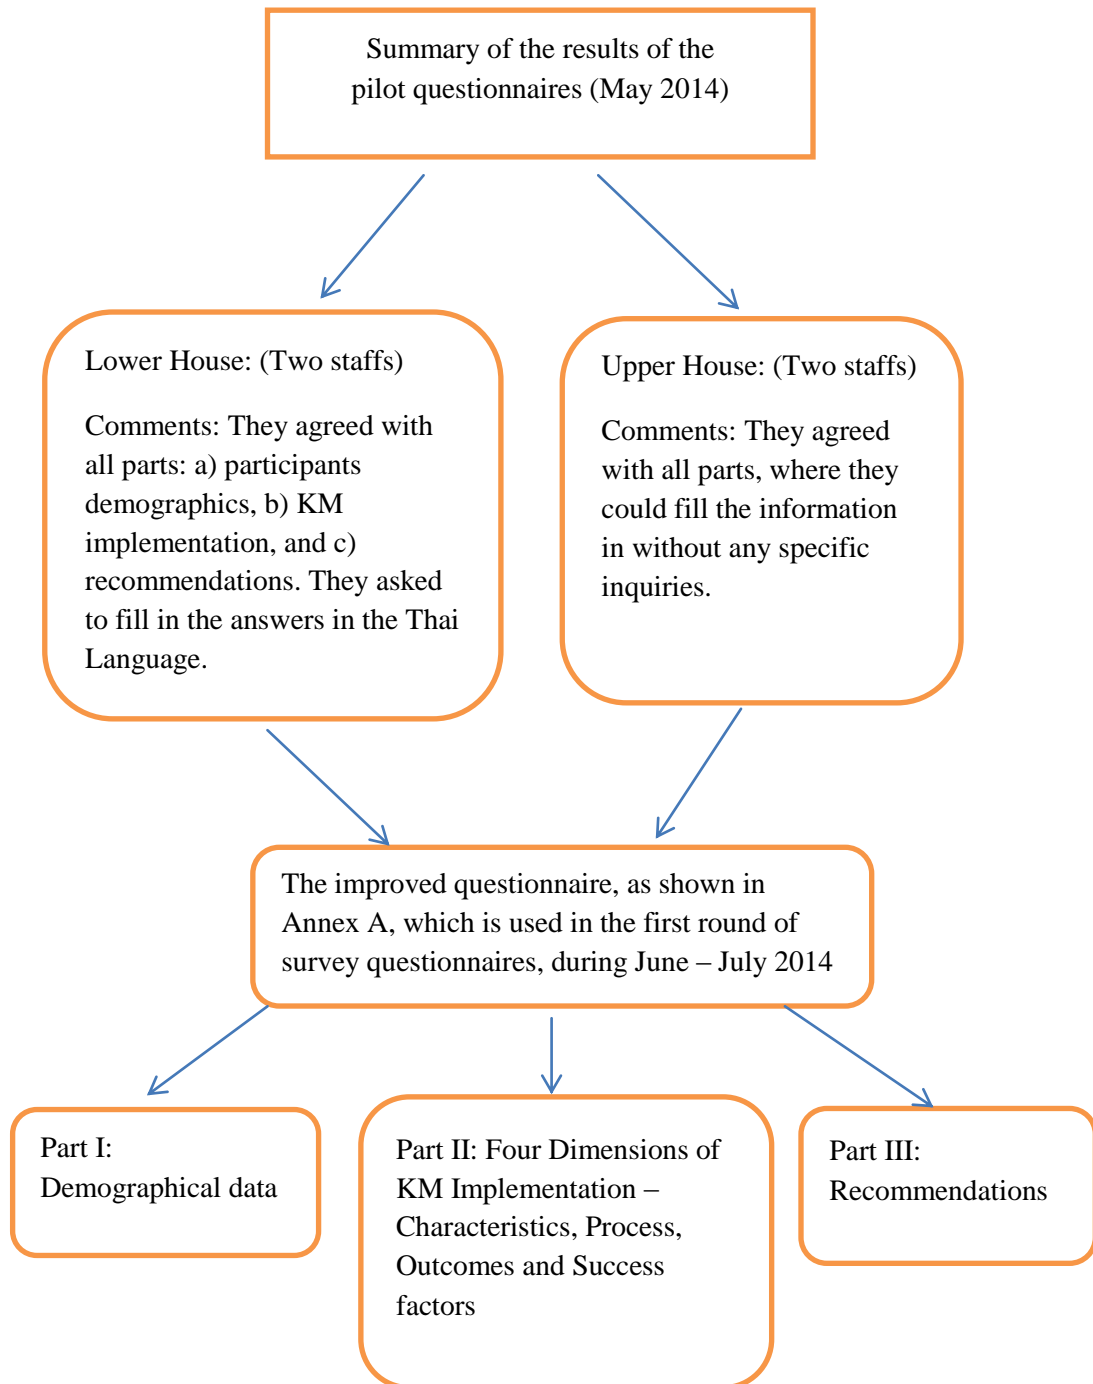 Summary of the results of the
pilot questionnaires (May 2014)
Lower House: (Two staffs)
Comments: They agreed with
all parts: a) participants
demographics, b) KM
implementation, and c)
recommendations. They asked
to fill in the answers in the Thai
Language.
Upper House: (Two staffs)
Comments: They agreed
with all parts, where they
could fill the information
in without any specific
inquiries.
The improved questionnaire, as shown in
Annex A, which is used in the first round of
survey questionnaires, during June – July 2014
Part I:
Demographical data
Part II: Four Dimensions of
KM Implementation –
Characteristics, Process,
Outcomes and Success
factors
Part III:
Recommendations